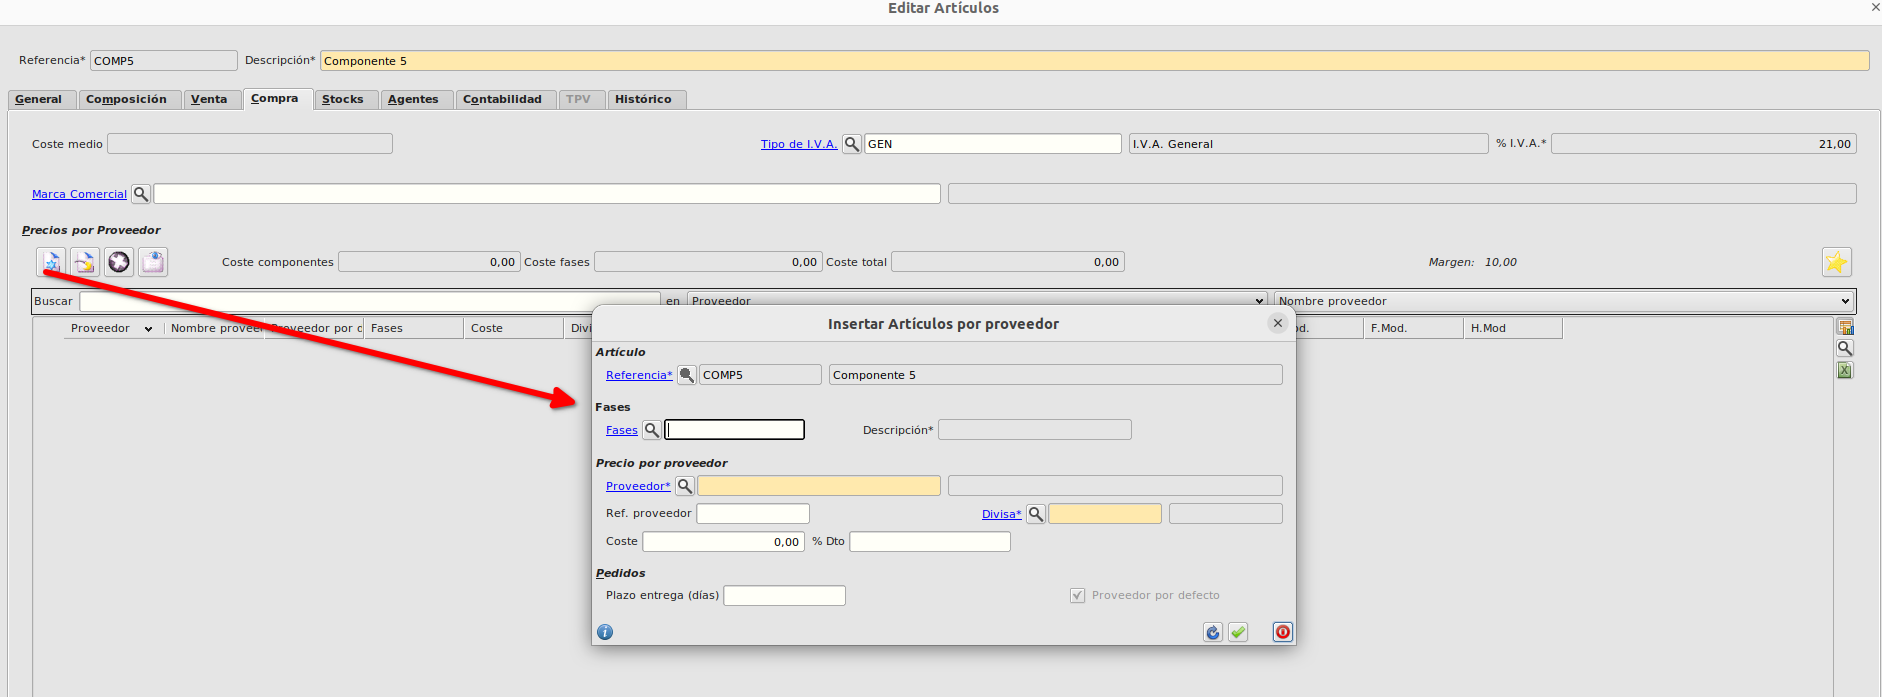 Editar Artículos
Referencia* COMP5 Descripción* Componente 5
General Composición Venta Compra Stocks Agentes Contabilidad TPV Histórico
Coste medio Tipo de I.V.A. GEN I.V.A. General % I.V.A.* 21,00
Marca Comercial
Precios por Proveedor
Coste componentes 0,00 Coste fases 0,00 Coste total 0,00 Margen: 10,00
Buscar en Proveedor Nombre proveedor
Proveedor Nombre provee Proveedor por d Fases Coste Divi od. F.Mod. H.Mod
Insertar Artículos por proveedor
Artículo
Referencia* COMP5 Componente 5
Fases
Fases Descripción*
Precio por proveedor
Proveedor*
Ref. proveedor Divisa*
Coste 0,00 % Dto
Pedidos
Plazo entrega (días) Proveedor por defecto